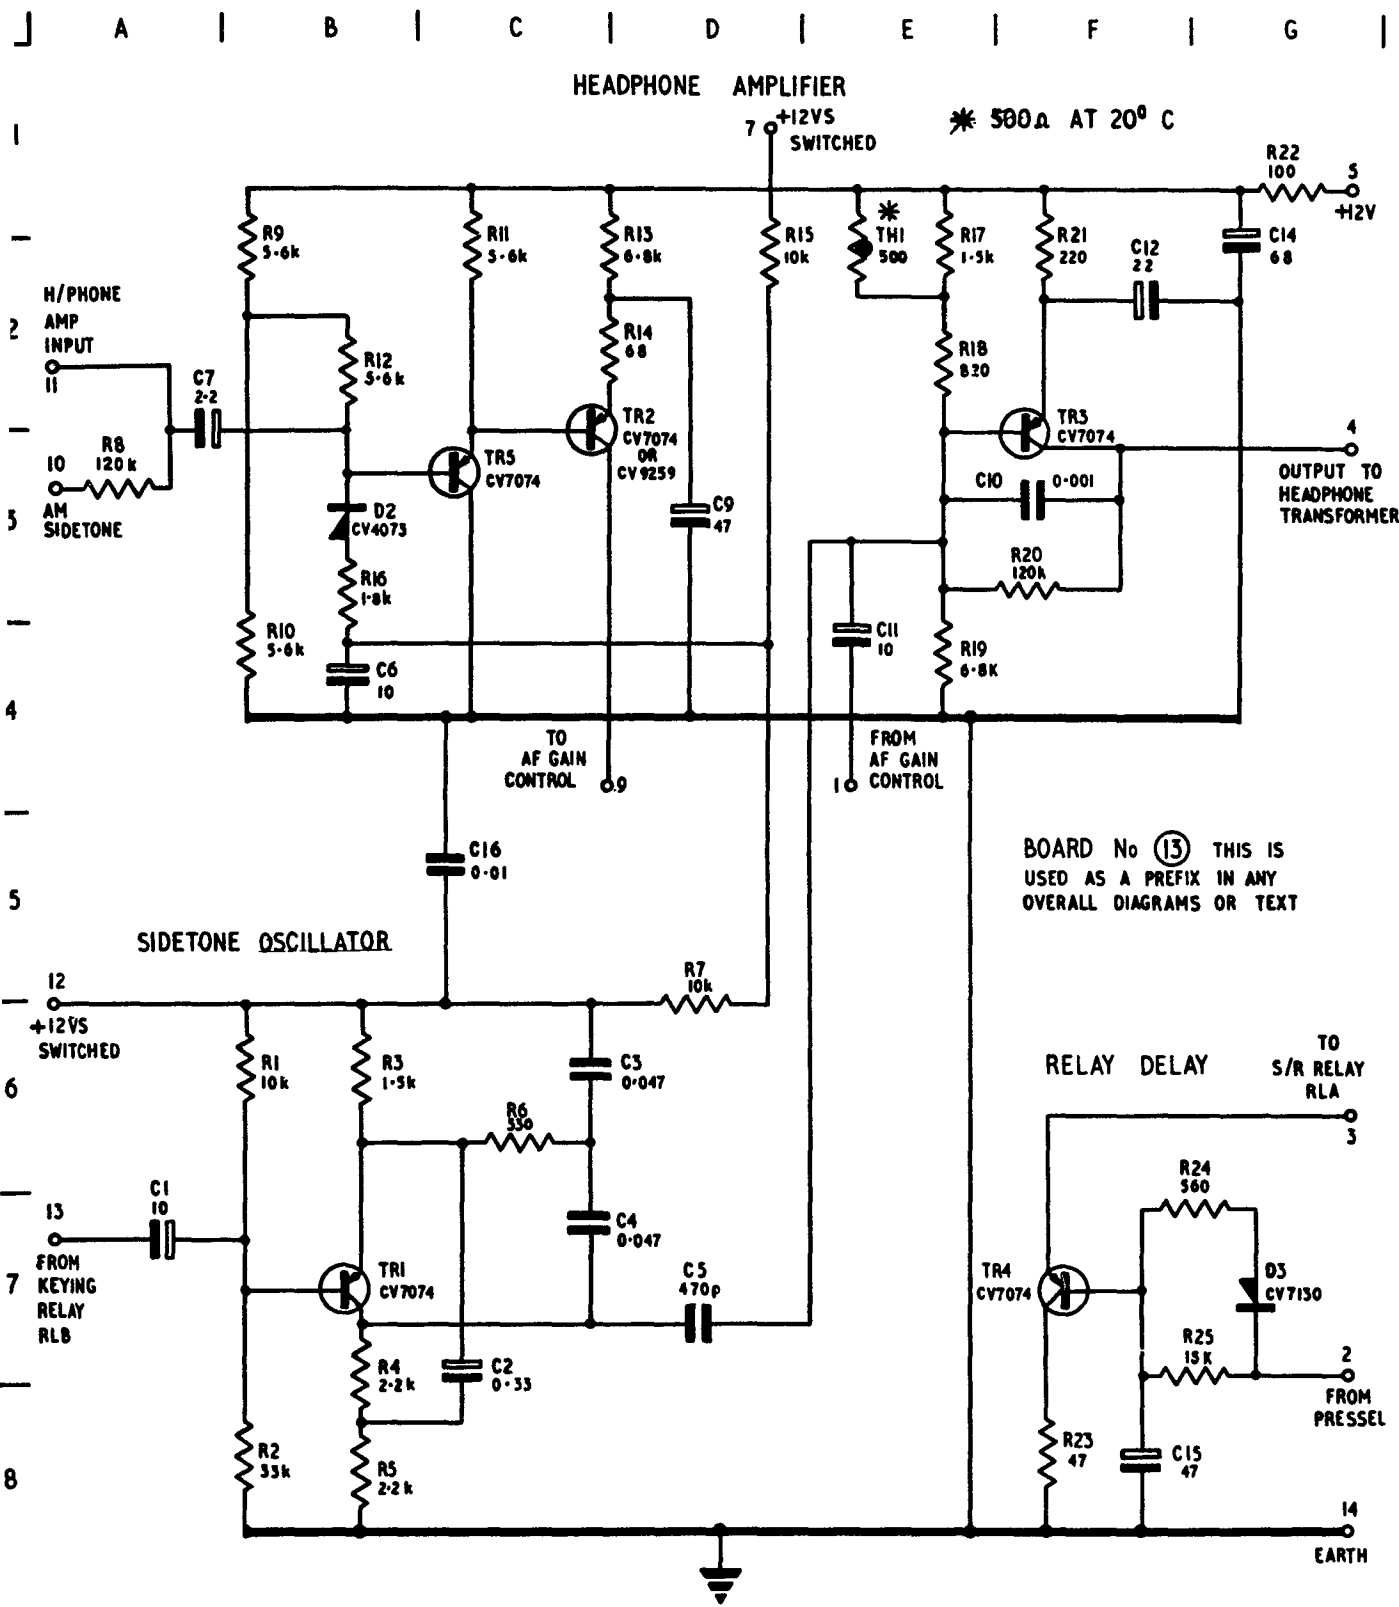 A | B | C | D | E | F | G
HEADPHONE AMPLIFIER
7 +12VS
SWITCHED
✳ 500Ω AT 20⁰ C
1
R22
100
5
+12V
R9
5·6k
R11
5·6k
R13
6·8k
R15
10k
✳
TH1
500
R17
1·5k
R21
220
C12
22
C14
68
H/PHONE
AMP
INPUT
11
2
R12
5·6k
R14
68
R18
820
C7
2·2
TR2
CV7074
OR
CV9259
TR3
CV7074
4
OUTPUT TO
HEADPHONE
TRANSFORMER
R8
120k
10
AM
SIDETONE
3
TR5
CV7074
C10
0·001
D2
CV4073
C9
47
R20
120k
R16
1·8k
R10
5·6k
C6
10
C11
10
R19
6·8K
4
TO
AF GAIN
CONTROL
9
FROM
AF GAIN
CONTROL
1
C16
0·01
5
BOARD No 13 THIS IS
USED AS A PREFIX IN ANY
OVERALL DIAGRAMS OR TEXT
SIDETONE OSCILLATOR
12
+12VS
SWITCHED
R7
10k
R1
10k
R3
1·5k
C3
0·047
6
R6
330
RELAY DELAY
TO
S/R RELAY
RLA
3
C1
10
13
FROM
KEYING
RELAY
RLB
7
C4
0·047
R24
560
TR1
CV7074
C5
470p
TR4
CV7074
D3
CV7130
R4
2·2k
C2
0·33
R25
15K
2
FROM
PRESSEL
R2
33k
R5
2·2k
8
R23
47
C15
47
14
EARTH